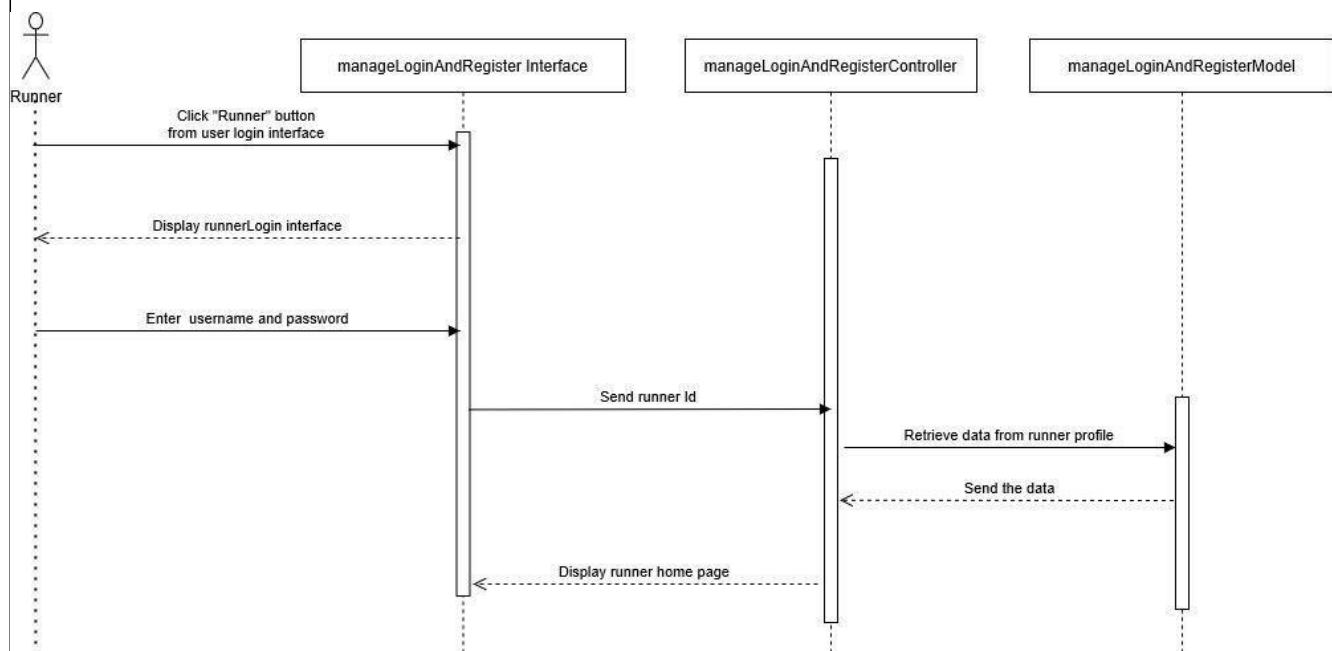 manageLoginAndRegister Interface
manageLoginAndRegisterController
manageLoginAndRegisterModel
Runner
Click "Runner" button
from user login interface
Display runnerLogin interface
Enter username and password
Send runner Id
Retrieve data from runner profile
Send the data
Display runner home page